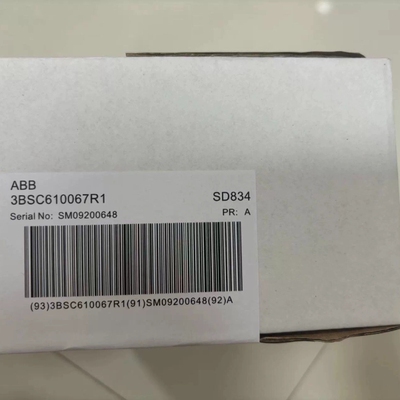 ABB
3BSC610067R1 SD834
Serial No: SM09200648 PR: A
(93)3BSC610067R1(91)SM09200648(92)A